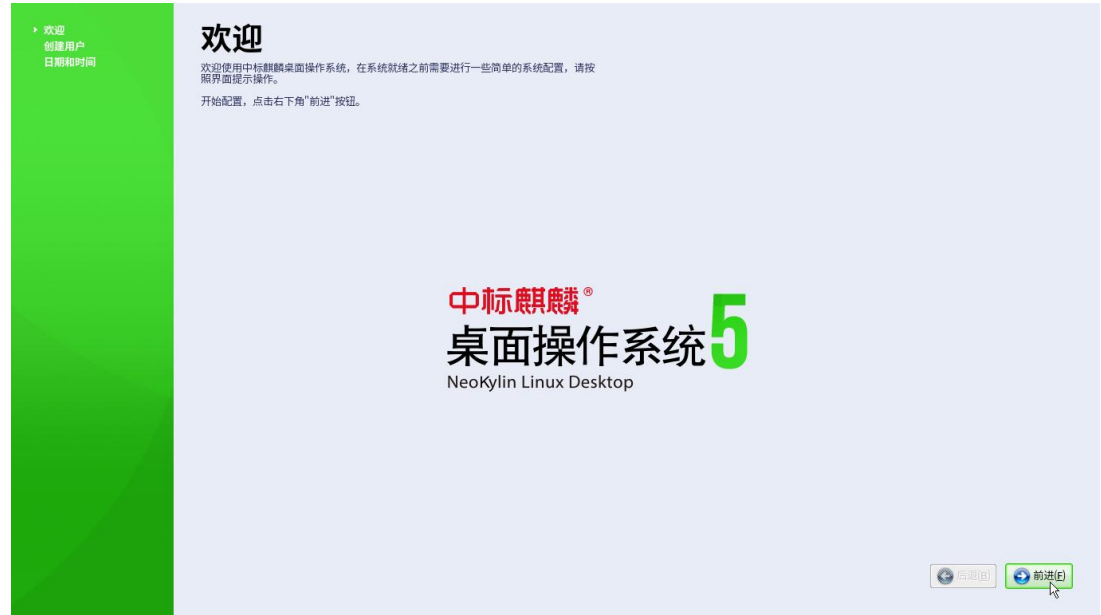 欢迎
创建用户
日期和时间
欢迎
欢迎使用中标麒麟桌面操作系统，在系统就绪之前需要进行一些简单的系统配置，请按
照界面提示操作。
开始配置，点击右下角"前进"按钮。
中标麒麟®
桌面操作系统5
NeoKylin Linux Desktop
后退(B) 前进(F)